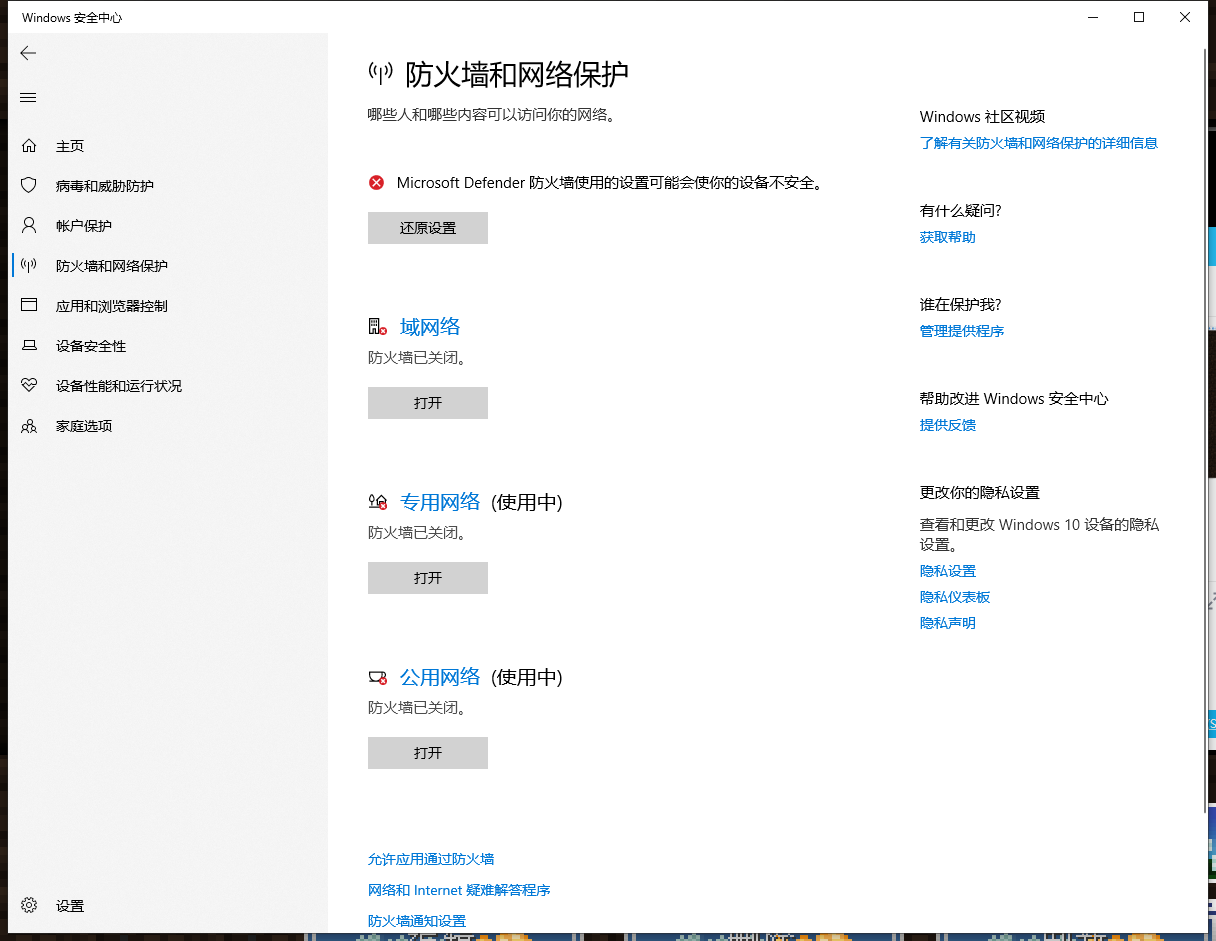 Windows 安全中心
主页
病毒和威胁防护
帐户保护
防火墙和网络保护
应用和浏览器控制
设备安全性
设备性能和运行状况
家庭选项
设置
防火墙和网络保护
哪些人和哪些内容可以访问你的网络。
Microsoft Defender 防火墙使用的设置可能会使你的设备不安全。
还原设置
域网络
防火墙已关闭。
打开
专用网络 (使用中)
防火墙已关闭。
打开
公用网络 (使用中)
防火墙已关闭。
打开
允许应用通过防火墙
网络和 Internet 疑难解答程序
防火墙通知设置
Windows 社区视频
了解有关防火墙和网络保护的详细信息
有什么疑问?
获取帮助
谁在保护我?
管理提供程序
帮助改进 Windows 安全中心
提供反馈
更改你的隐私设置
查看和更改 Windows 10 设备的隐私
设置。
隐私设置
隐私仪表板
隐私声明